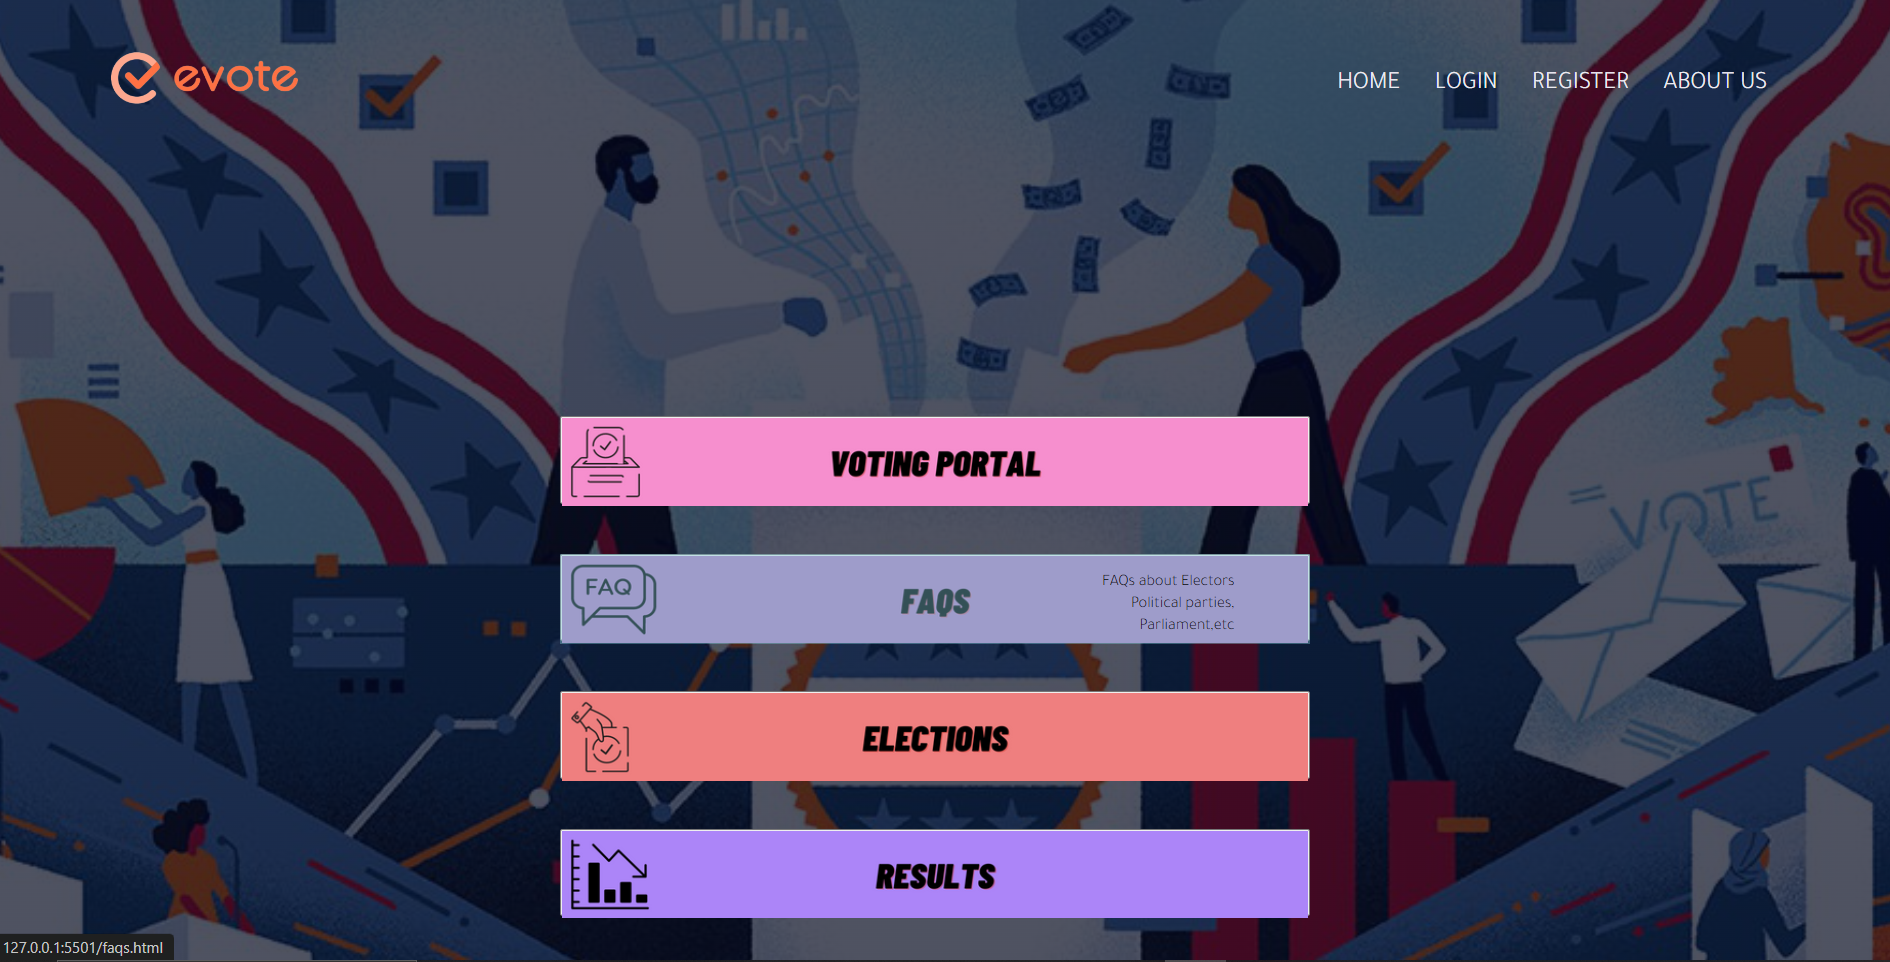 evote
HOME LOGIN REGISTER ABOUT US
VOTING PORTAL
VOTE
FAQ
FAQS
FAQs about Electors
Political parties,
Parliament,etc
ELECTIONS
RESULTS
127.0.0.1:5501/faqs.html